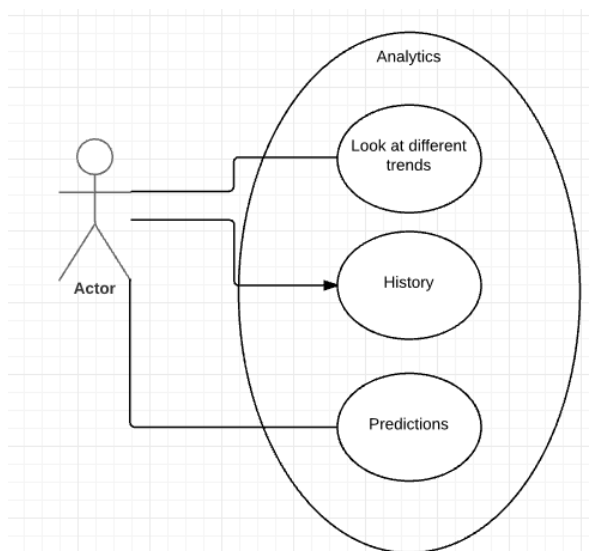 Analytics
Look at different
trends
History
Actor
Predictions